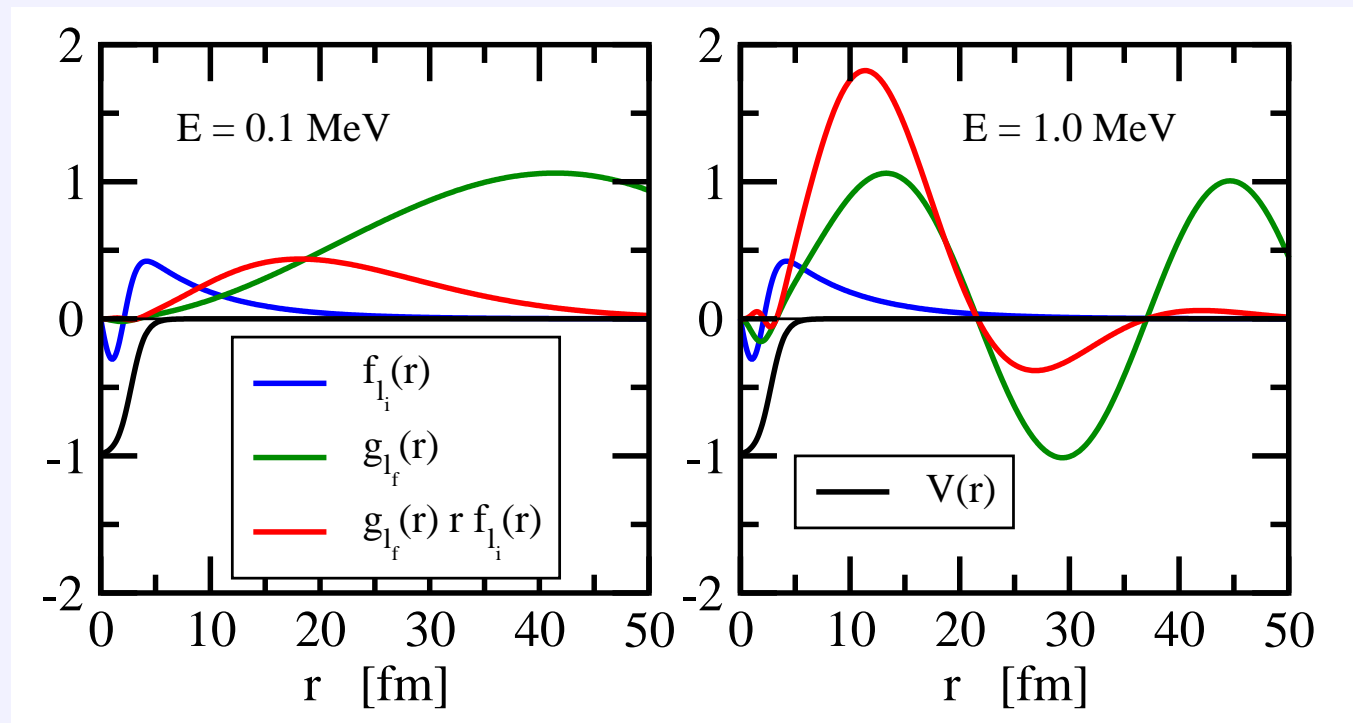 2
1
0
-1
-2
E = 0.1 MeV
f_{l_i}(r)
g_{l_f}(r)
g_{l_f}(r) r f_{l_i}(r)
0 10 20 30 40 50
r [fm]
2
1
0
-1
-2
E = 1.0 MeV
V(r)
0 10 20 30 40 50
r [fm]